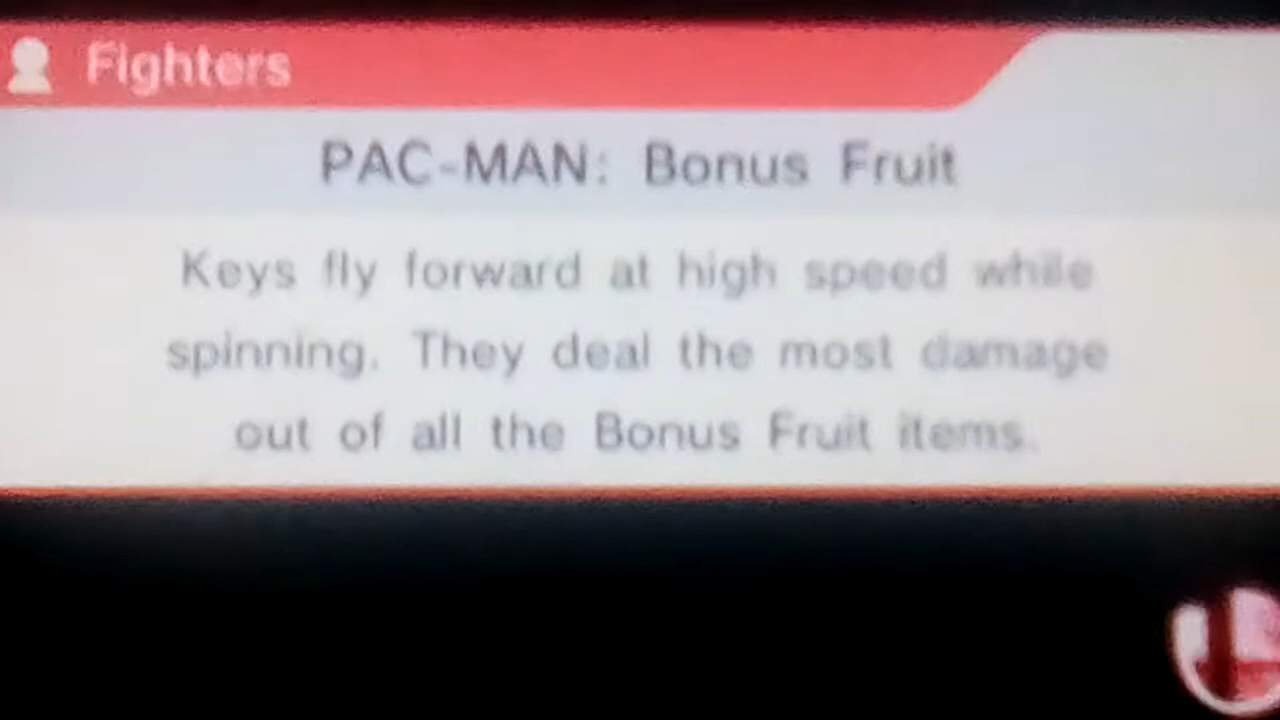 Fighters
PAC-MAN: Bonus Fruit
Keys fly forward at high speed while
spinning. They deal the most damage
out of all the Bonus Fruit items.